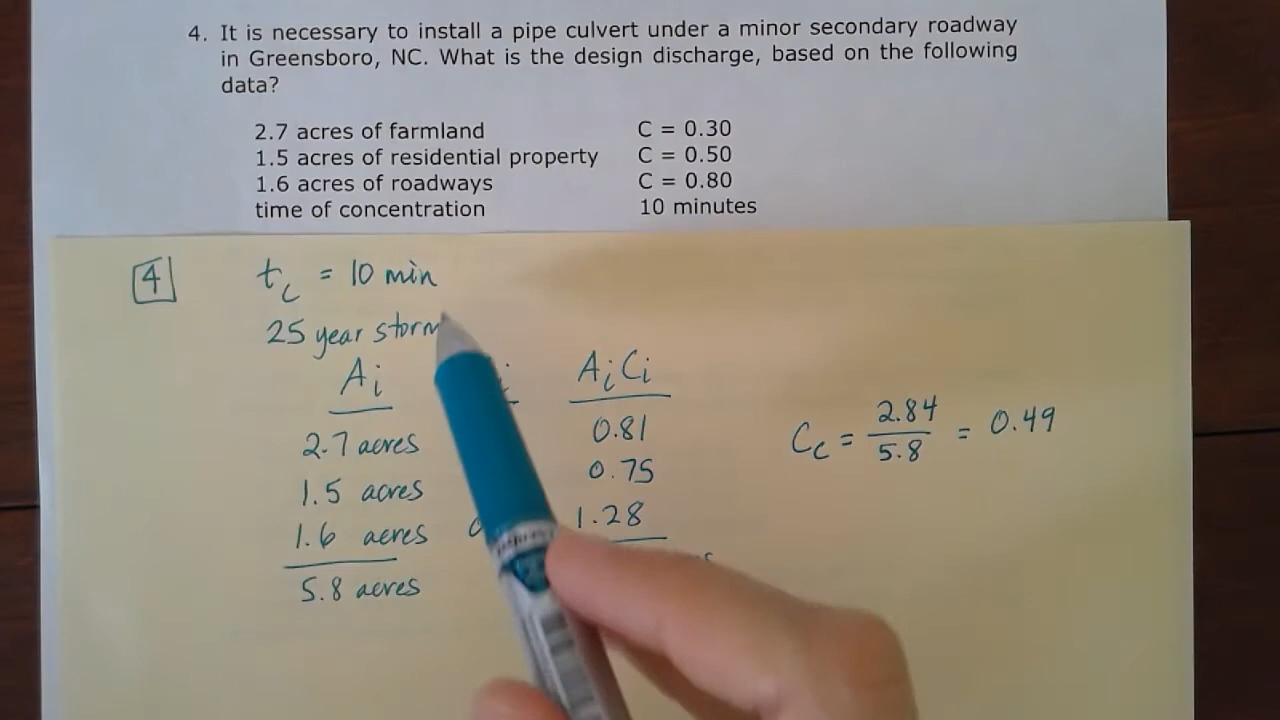 4. It is necessary to install a pipe culvert under a minor secondary roadway
in Greensboro, NC. What is the design discharge, based on the following
data?
2.7 acres of farmland C = 0.30
1.5 acres of residential property C = 0.50
1.6 acres of roadways C = 0.80
time of concentration 10 minutes
4 tc = 10 min
25 year storm
Ai AiCi
2.7 acres 0.81
1.5 acres 0.75
1.6 acres 1.28
5.8 acres
Cc = 2.84 / 5.8 = 0.49